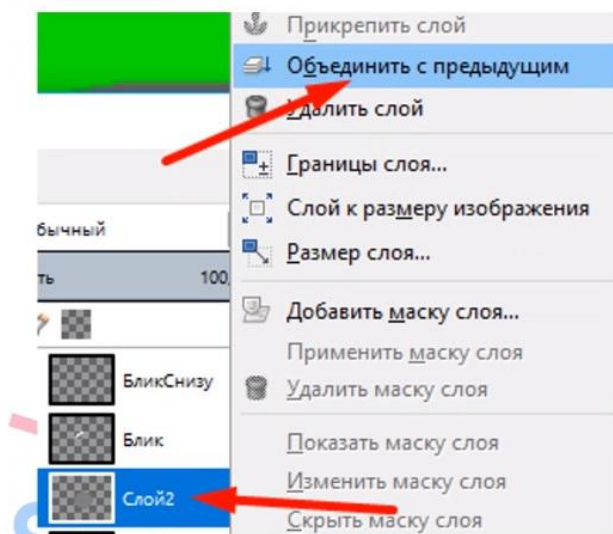 Прикрепить слой
Объединить с предыдущим
Удалить слой
Границы слоя...
Слой к размеру изображения
Размер слоя...
Добавить маску слоя...
Применить маску слоя
Удалить маску слоя
Показать маску слоя
Изменить маску слоя
Скрыть маску слоя
бычный
ть 100,
БликСнизу
Блик
Слой2